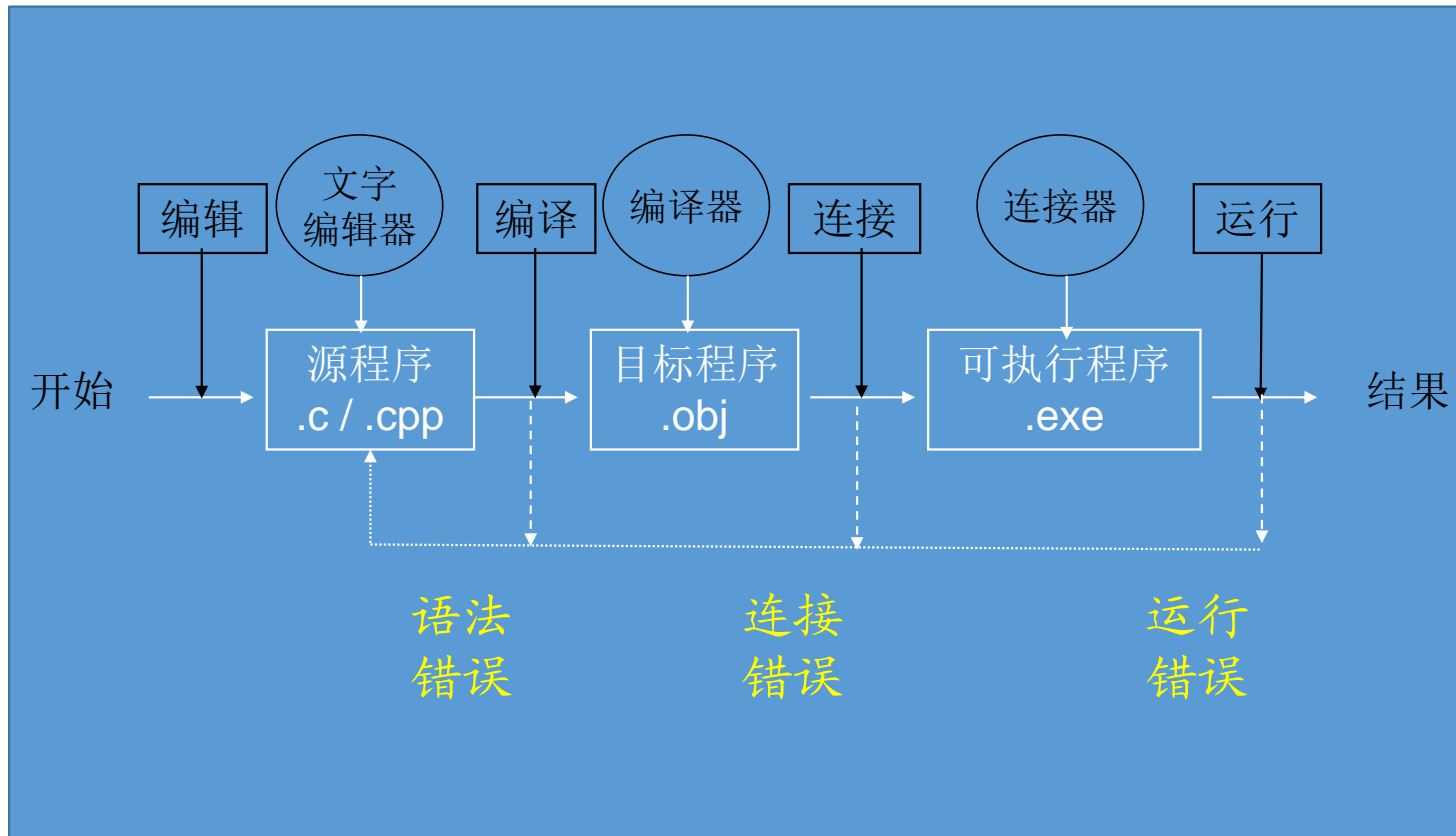 文字
编辑器
编辑
编译
编译器
连接
连接器
运行
开始
源程序
.c / .cpp
目标程序
.obj
可执行程序
.exe
结果
语法
错误
连接
错误
运行
错误